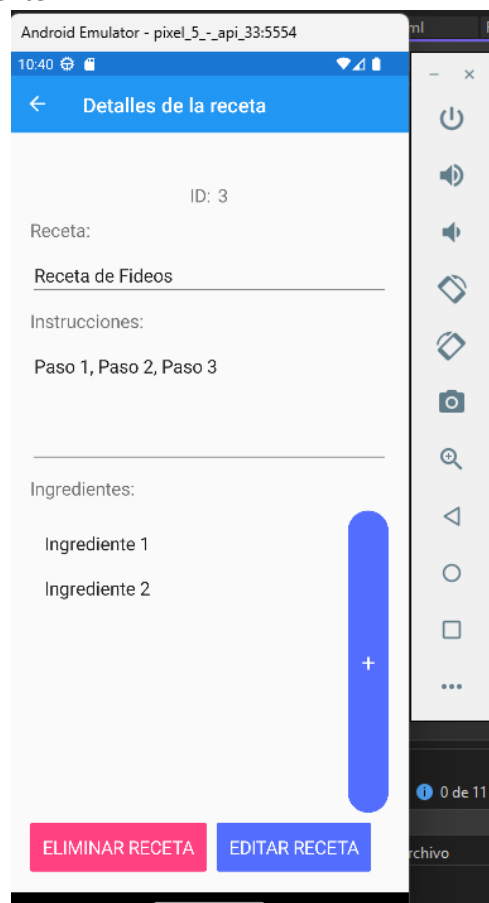 Android Emulator - pixel_5_-_api_33:5554
ml
10:40
Detalles de la receta
ID: 3
Receta:
Receta de Fideos
Instrucciones:
Paso 1, Paso 2, Paso 3
Ingredientes:
Ingrediente 1
Ingrediente 2
+
0 de 11
ELIMINAR RECETA
EDITAR RECETA
rchivo